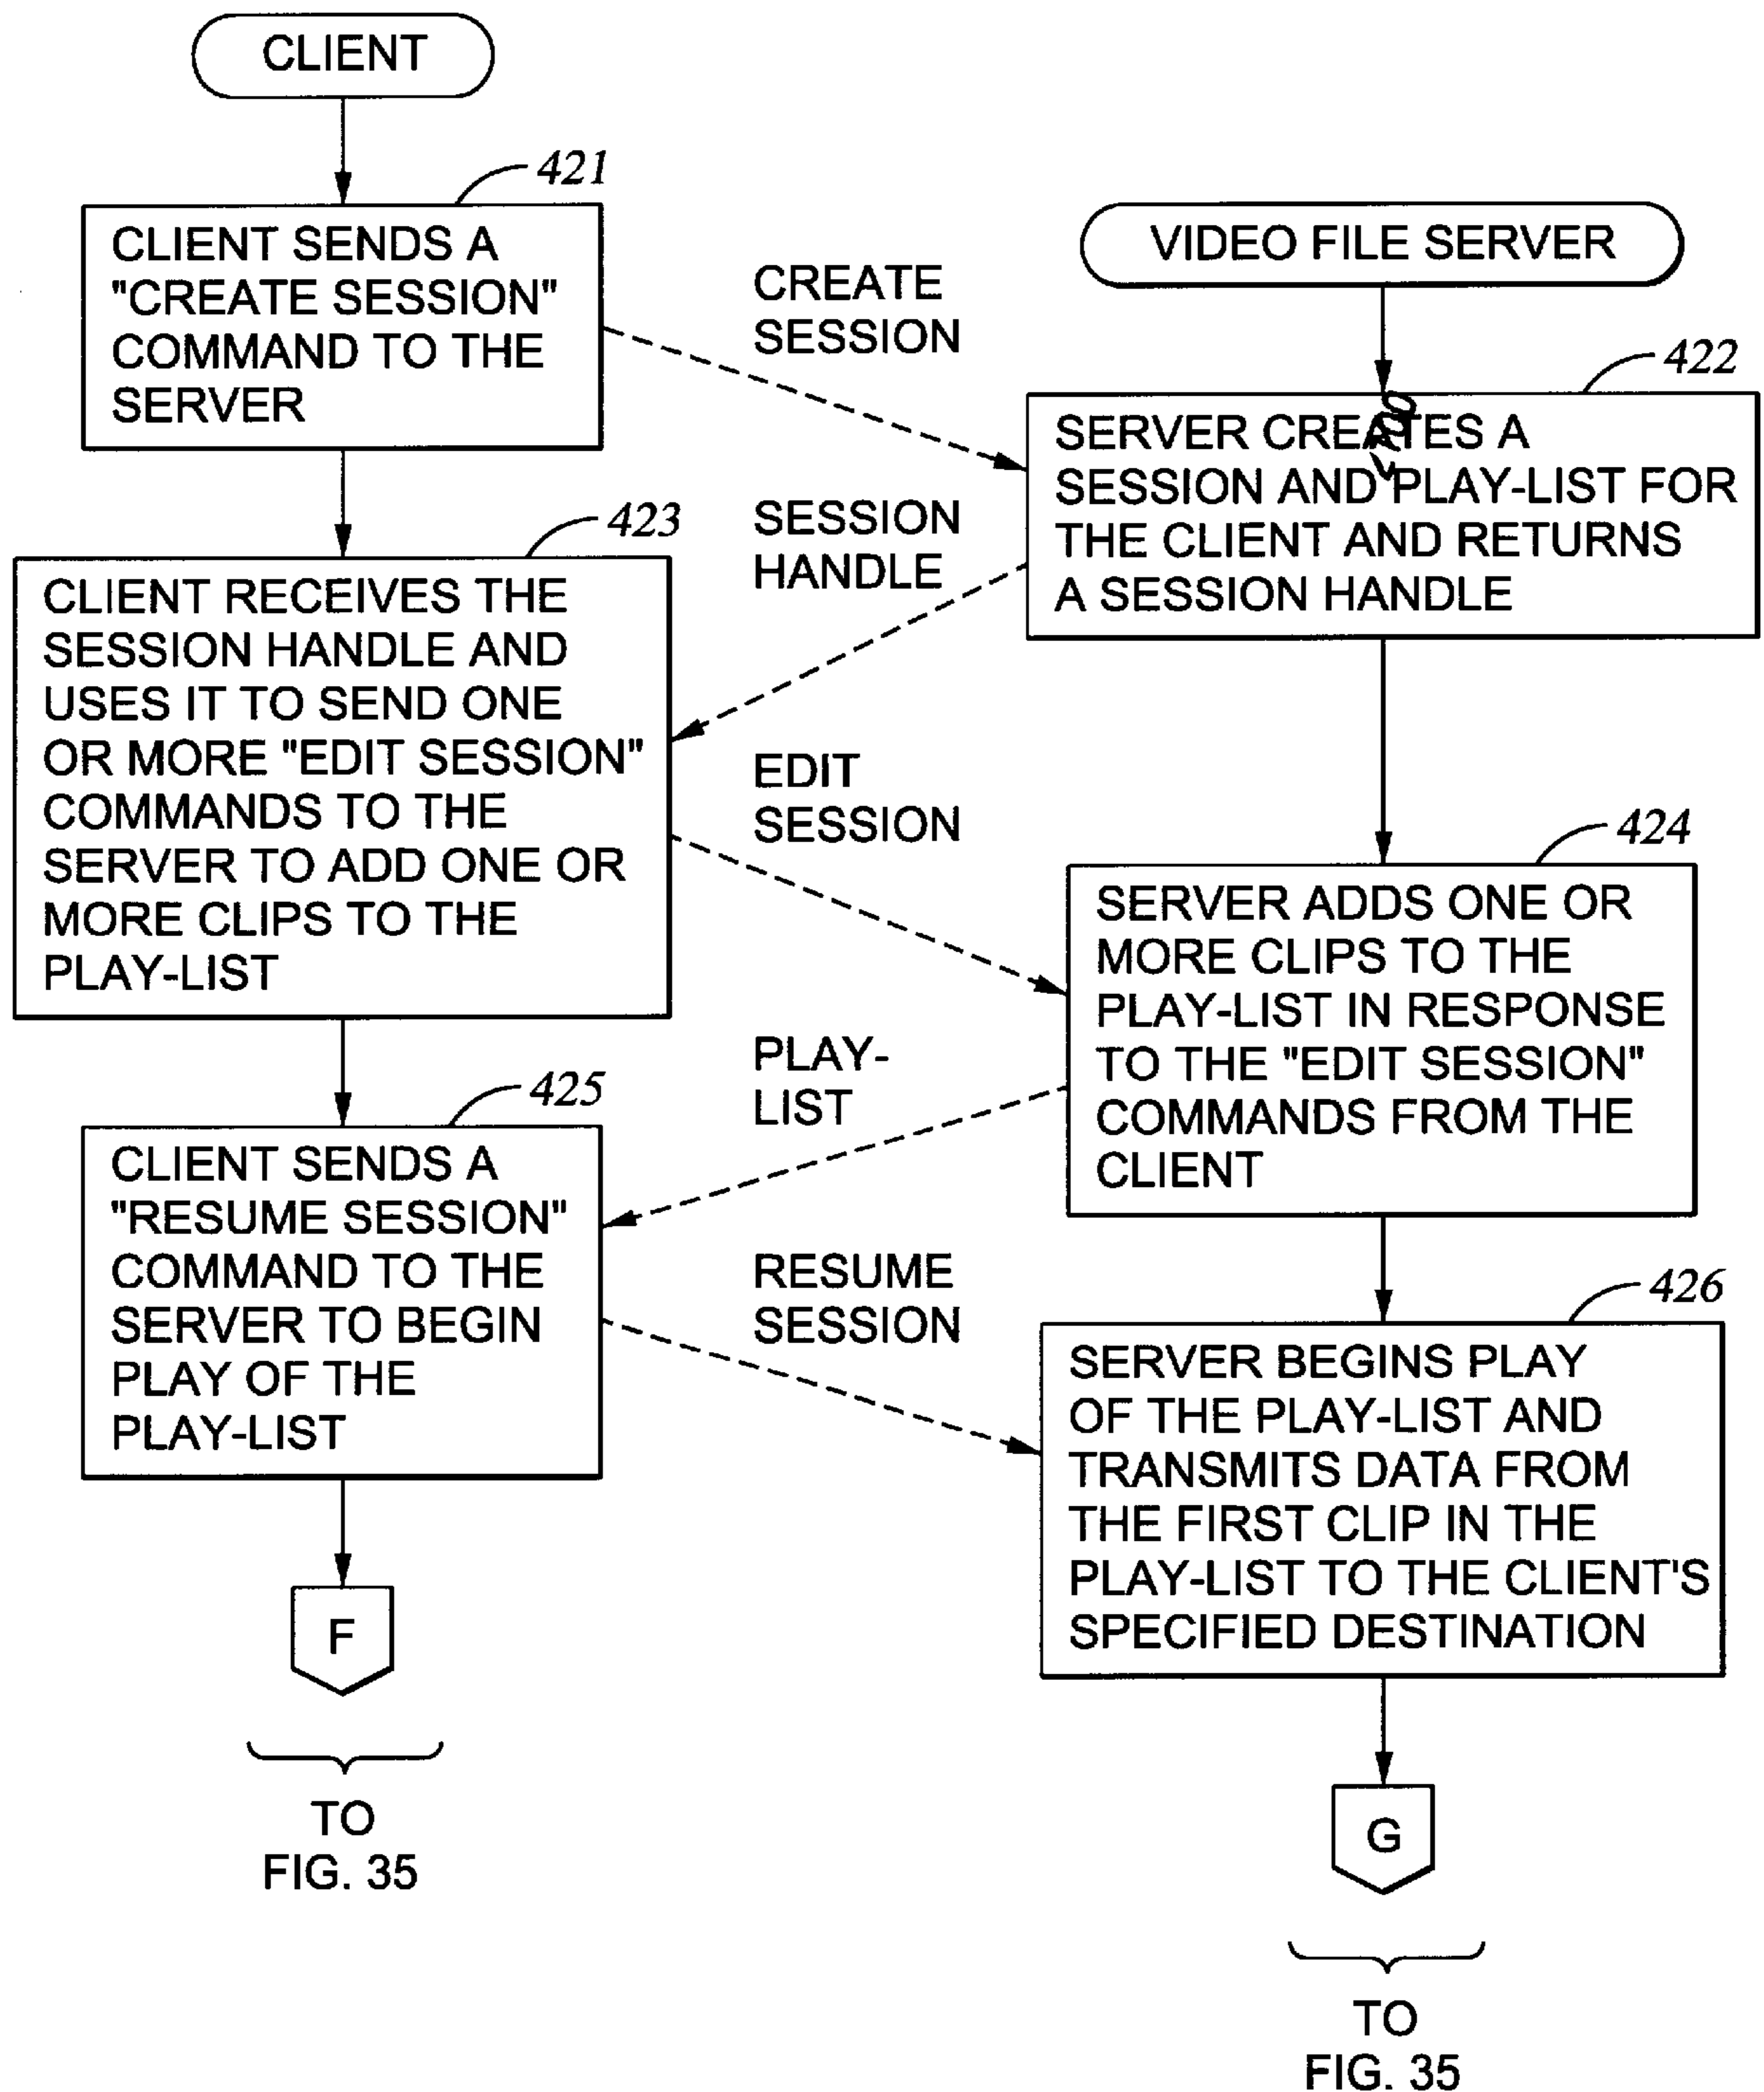 CLIENT
421
CLIENT SENDS A
"CREATE SESSION"
COMMAND TO THE
SERVER
CREATE
SESSION
VIDEO FILE SERVER
422
SERVER CREATES A
SESSION AND PLAY-LIST FOR
THE CLIENT AND RETURNS
A SESSION HANDLE
SESSION
HANDLE
423
CLIENT RECEIVES THE
SESSION HANDLE AND
USES IT TO SEND ONE
OR MORE "EDIT SESSION"
COMMANDS TO THE
SERVER TO ADD ONE OR
MORE CLIPS TO THE
PLAY-LIST
EDIT
SESSION
424
SERVER ADDS ONE OR
MORE CLIPS TO THE
PLAY-LIST IN RESPONSE
TO THE "EDIT SESSION"
COMMANDS FROM THE
CLIENT
PLAY-
LIST
425
CLIENT SENDS A
"RESUME SESSION"
COMMAND TO THE
SERVER TO BEGIN
PLAY OF THE
PLAY-LIST
RESUME
SESSION
426
SERVER BEGINS PLAY
OF THE PLAY-LIST AND
TRANSMITS DATA FROM
THE FIRST CLIP IN THE
PLAY-LIST TO THE CLIENT'S
SPECIFIED DESTINATION
F
TO
FIG. 35
G
TO
FIG. 35